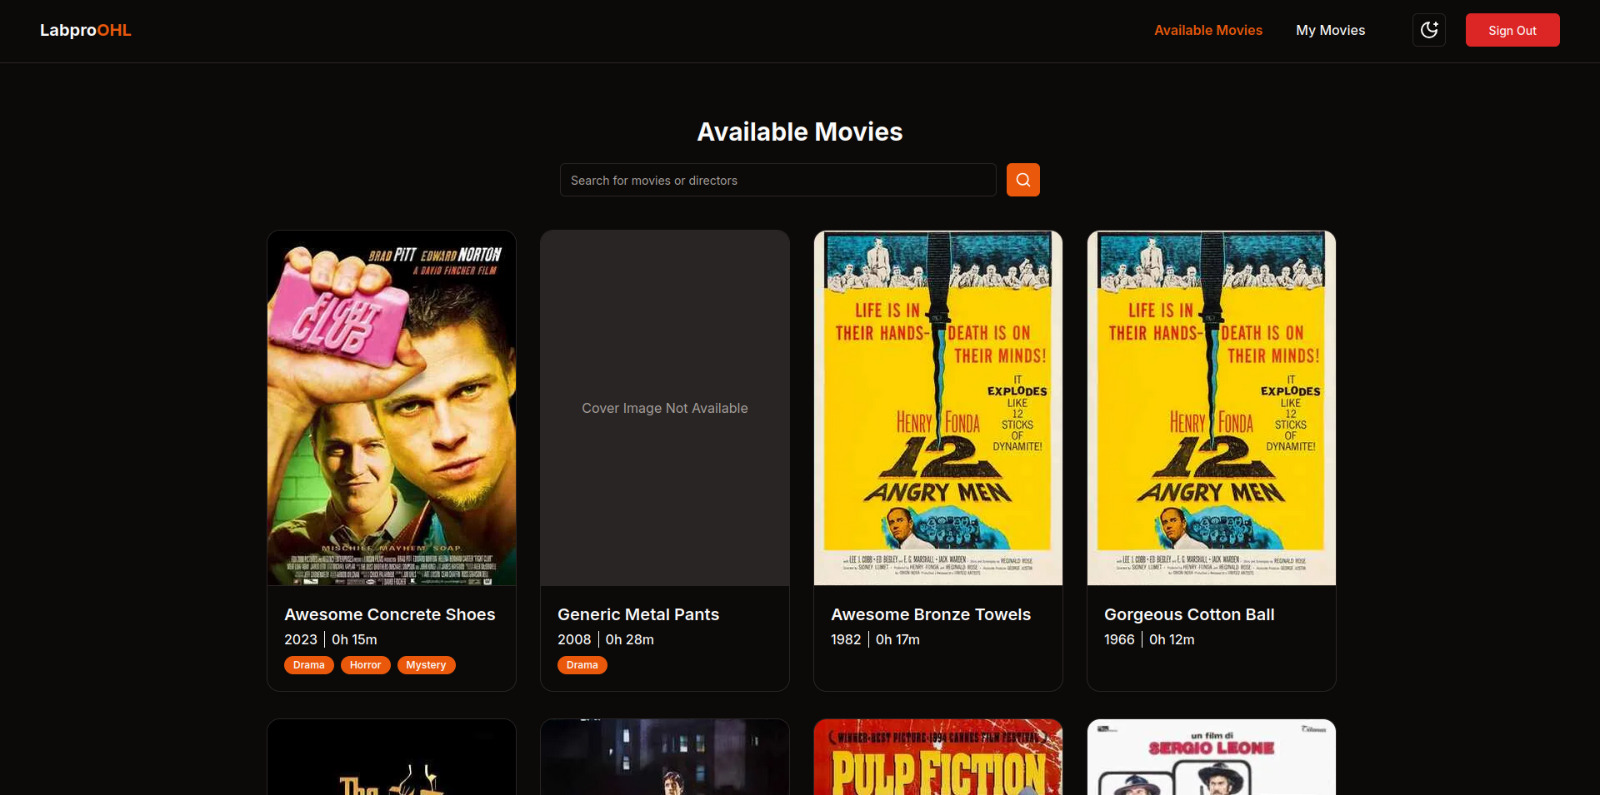 LabproOHL
Available Movies
My Movies
Sign Out
Available Movies
Search for movies or directors
BRAD PITT EDWARD NORTON
A DAVID FINCHER FILM
FIGHT
CLUB
MISCHIEF. MAYHEM. SOAP.
Awesome Concrete Shoes
2023 | 0h 15m
Drama Horror Mystery
Cover Image Not Available
Generic Metal Pants
2008 | 0h 28m
Drama
LIFE IS IN
THEIR HANDS- DEATH IS ON
THEIR MINDS!
IT
EXPLODES
LIKE
12
STICKS
OF
DYNAMITE!
HENRY FONDA
12
ANGRY MEN
Awesome Bronze Towels
1982 | 0h 17m
LIFE IS IN
THEIR HANDS- DEATH IS ON
THEIR MINDS!
IT
EXPLODES
LIKE
12
STICKS
OF
DYNAMITE!
HENRY FONDA
12
ANGRY MEN
Gorgeous Cotton Ball
1966 | 0h 12m
The
WINNER-BEST PICTURE-1994 CANNES FILM FESTIVAL
PULP FICTION
un film di
SERGIO LEONE